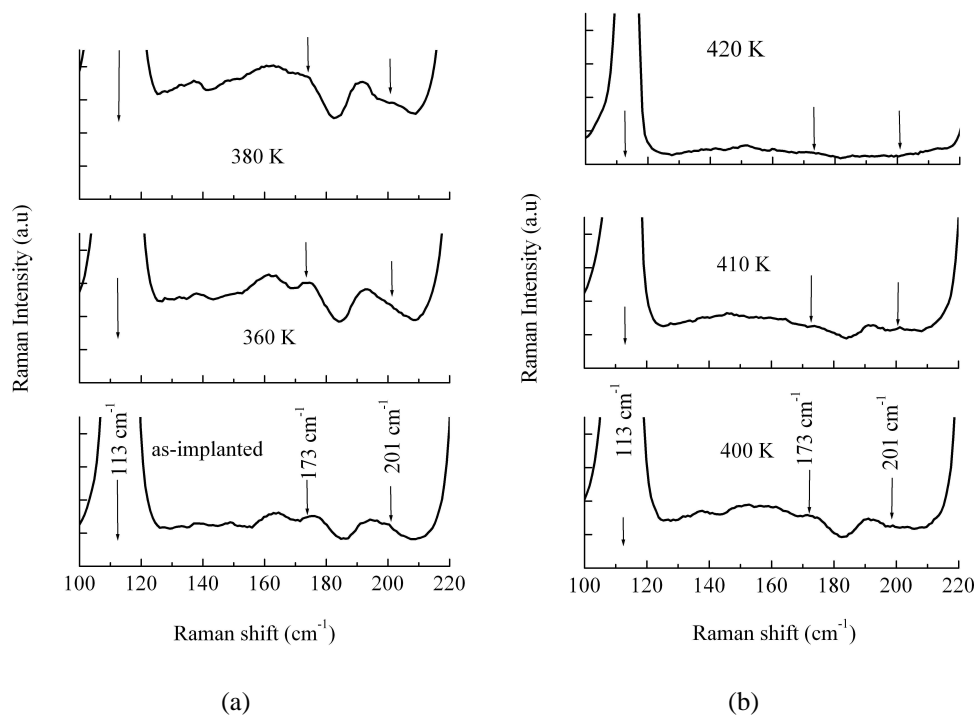 380 K
360 K
as-implanted
113 cm⁻¹
173 cm⁻¹
201 cm⁻¹
100 120 140 160 180 200 220
Raman shift (cm⁻¹)
Raman Intensity (a.u)
(a)
420 K
410 K
400 K
113 cm⁻¹
173 cm⁻¹
201 cm⁻¹
100 120 140 160 180 200 220
Raman shift (cm⁻¹)
Raman Intensity (a.u)
(b)